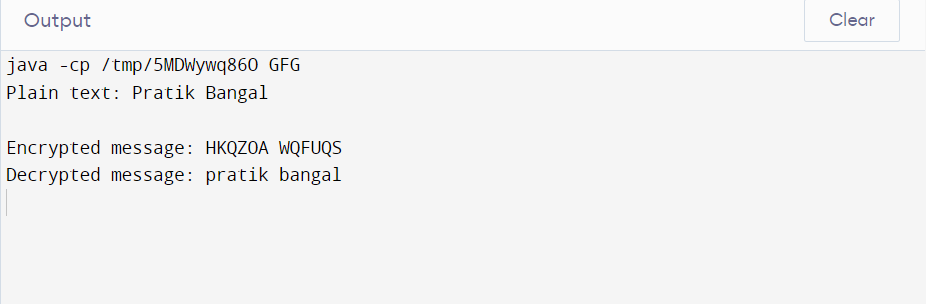 Output
Clear
java -cp /tmp/5MDWywq86O GFG
Plain text: Pratik Bangal
Encrypted message: HKQZOA WQFUQS
Decrypted message: pratik bangal